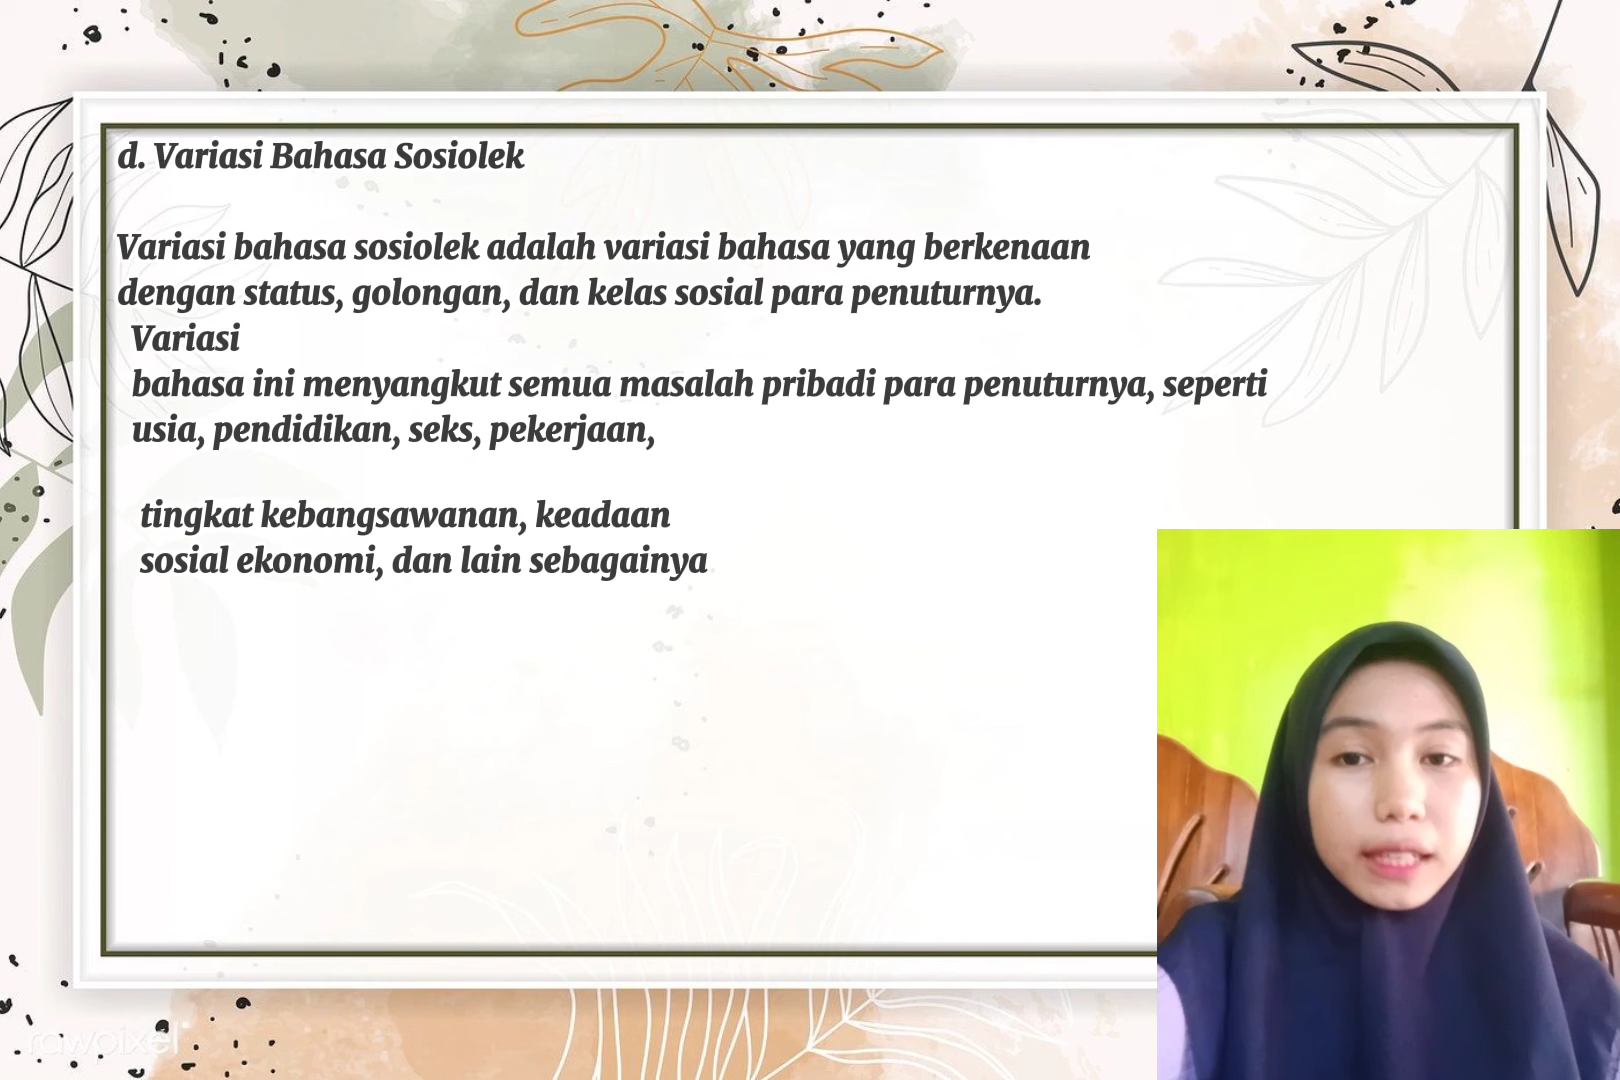 d. Variasi Bahasa Sosiolek
Variasi bahasa sosiolek adalah variasi bahasa yang berkenaan
dengan status, golongan, dan kelas sosial para penuturnya.
Variasi
bahasa ini menyangkut semua masalah pribadi para penuturnya, seperti
usia, pendidikan, seks, pekerjaan,
tingkat kebangsawanan, keadaan
sosial ekonomi, dan lain sebagainya
rawpixel